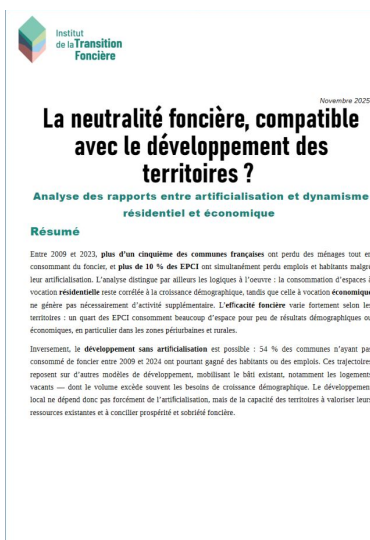 Institut
de la Transition
Foncière
Novembre 2025
La neutralité foncière, compatible
avec le développement des
territoires ?
Analyse des rapports entre artificialisation et dynamisme
résidentiel et économique
Résumé
Entre 2009 et 2023, plus d'un cinquième des communes françaises ont perdu des ménages tout en
consommant du foncier, et plus de 10 % des EPCI ont simultanément perdu emplois et habitants malgré
leur artificialisation. L'analyse distingue par ailleurs les logiques à l'oeuvre : la consommation d'espaces à
vocation résidentielle reste corrélée à la croissance démographique, tandis que celle à vocation économique
ne génère pas nécessairement d'activité supplémentaire. L'efficacité foncière varie fortement selon les
territoires : un quart des EPCI consomment beaucoup d'espace pour peu de résultats démographiques ou
économiques, en particulier dans les zones périurbaines et rurales.
Inversement, le développement sans artificialisation est possible : 54 % des communes n'ayant pas
consommé de foncier entre 2009 et 2024 ont pourtant gagné des habitants ou des emplois. Ces trajectoires
reposent sur d'autres modèles de développement, mobilisant le bâti existant, notamment les logements
vacants — dont le volume excède souvent les besoins de croissance démographique. Le développement
local ne dépend donc pas forcément de l'artificialisation, mais de la capacité des territoires à valoriser leurs
ressources existantes et à concilier prospérité et sobriété foncière.